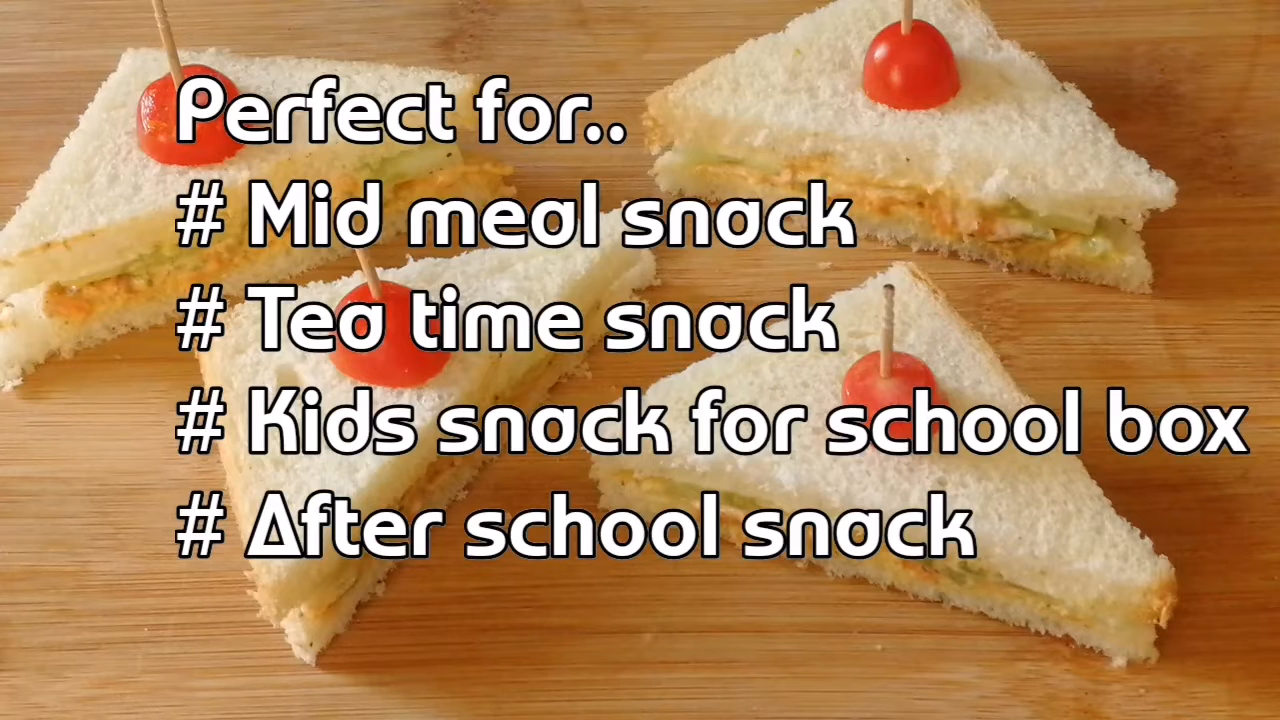 Perfect for..
# Mid meal snack
# Tea time snack
# Kids snack for school box
# After school snack